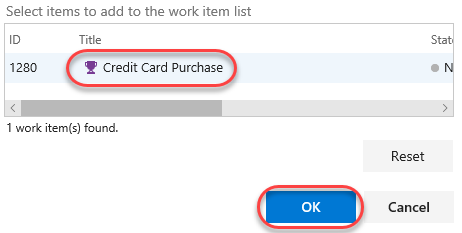 Select items to add to the work item list
ID Title State
1280 Credit Card Purchase N
1 work item(s) found.
Reset
OK Cancel